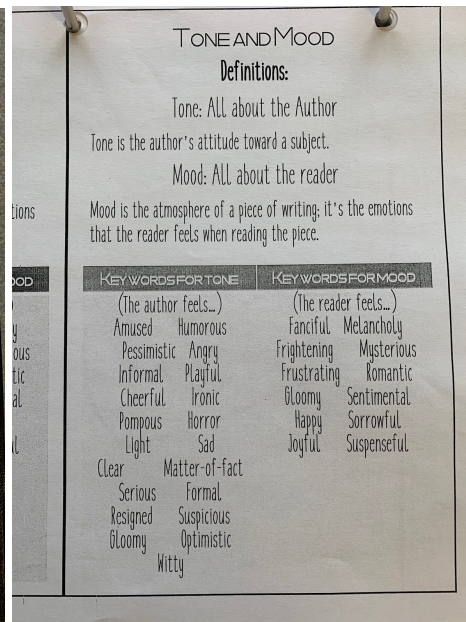 TONE AND MOOD
Definitions:
Tone: All about the Author
Tone is the author's attitude toward a subject.
Mood: All about the reader
Mood is the atmosphere of a piece of writing; it's the emotions
that the reader feels when reading the piece.
KEY WORDS FOR TONE
(The author feels...)
Amused Humorous
Pessimistic Angry
Informal Playful
Cheerful Ironic
Pompous Horror
Light Sad
Clear Matter-of-fact
Serious Formal
Resigned Suspicious
Gloomy Optimistic
Witty
KEY WORDS FOR MOOD
(The reader feels...)
Fanciful Melancholy
Frightening Mysterious
Frustrating Romantic
Gloomy Sentimental
Happy Sorrowful
Joyful Suspenseful